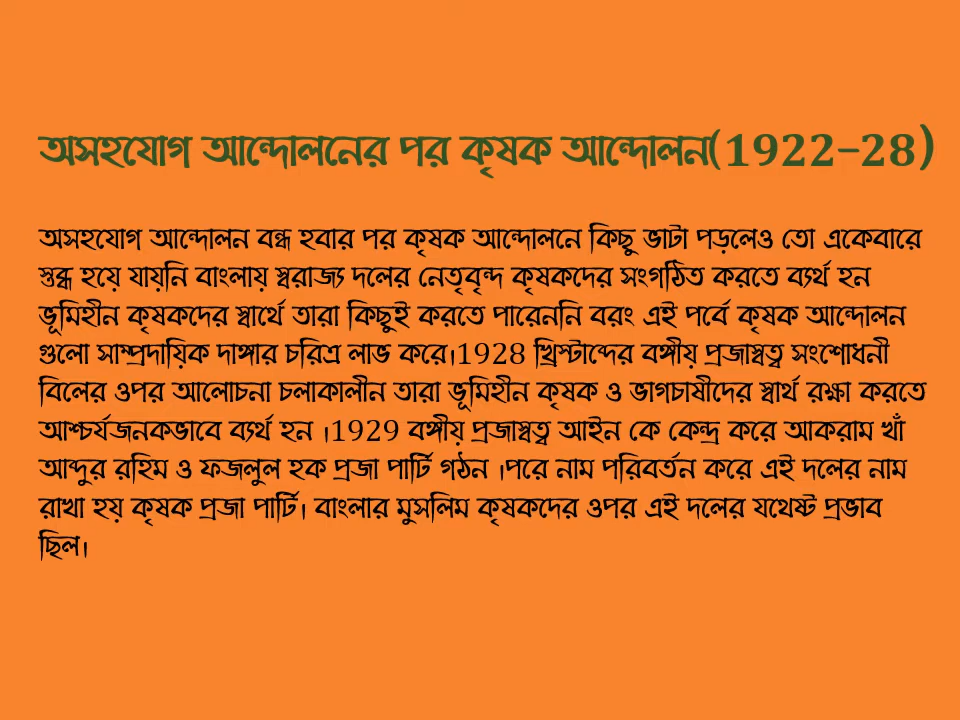 অসহযোগ আন্দোলনের পর কৃষক আন্দোলন(1922-28)
অসহযোগ আন্দোলন বন্ধ হবার পর কৃষক আন্দোলনে কিছু ভাটা পড়লেও তো একেবারে
স্তব্ধ হয়ে যায়নি বাংলায় স্বরাজ্য দলের নেতৃবৃন্দ কৃষকদের সংগঠিত করতে ব্যর্থ হন
ভূমিহীন কৃষকদের স্বার্থে তারা কিছুই করতে পারেননি বরং এই পর্বে কৃষক আন্দোলন
গুলো সাম্প্রদায়িক দাঙ্গার চরিত্র লাভ করে।1928 খ্রিস্টাব্দের বঙ্গীয় প্রজাস্বত্ব সংশোধনী
বিলের ওপর আলোচনা চলাকালীন তারা ভূমিহীন কৃষক ও ভাগচাষীদের স্বার্থ রক্ষা করতে
আশ্চর্যজনকভাবে ব্যর্থ হন ।1929 বঙ্গীয় প্রজাস্বত্ব আইন কে কেন্দ্র করে আকরাম খাঁ
আব্দুর রহিম ও ফজলুল হক প্রজা পার্টি গঠন ।পরে নাম পরিবর্তন করে এই দলের নাম
রাখা হয় কৃষক প্রজা পার্টি। বাংলার মুসলিম কৃষকদের ওপর এই দলের যথেষ্ট প্রভাব
ছিল।